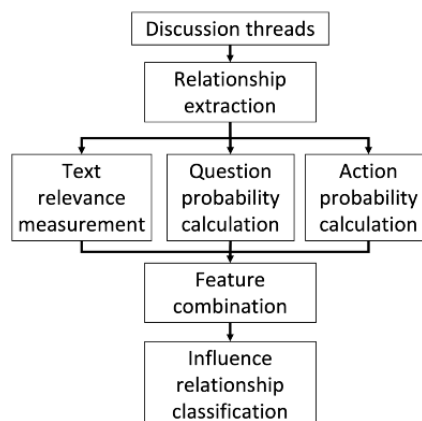 Discussion threads
Relationship
extraction
Text
relevance
measurement
Question
probability
calculation
Action
probability
calculation
Feature
combination
Influence
relationship
classification